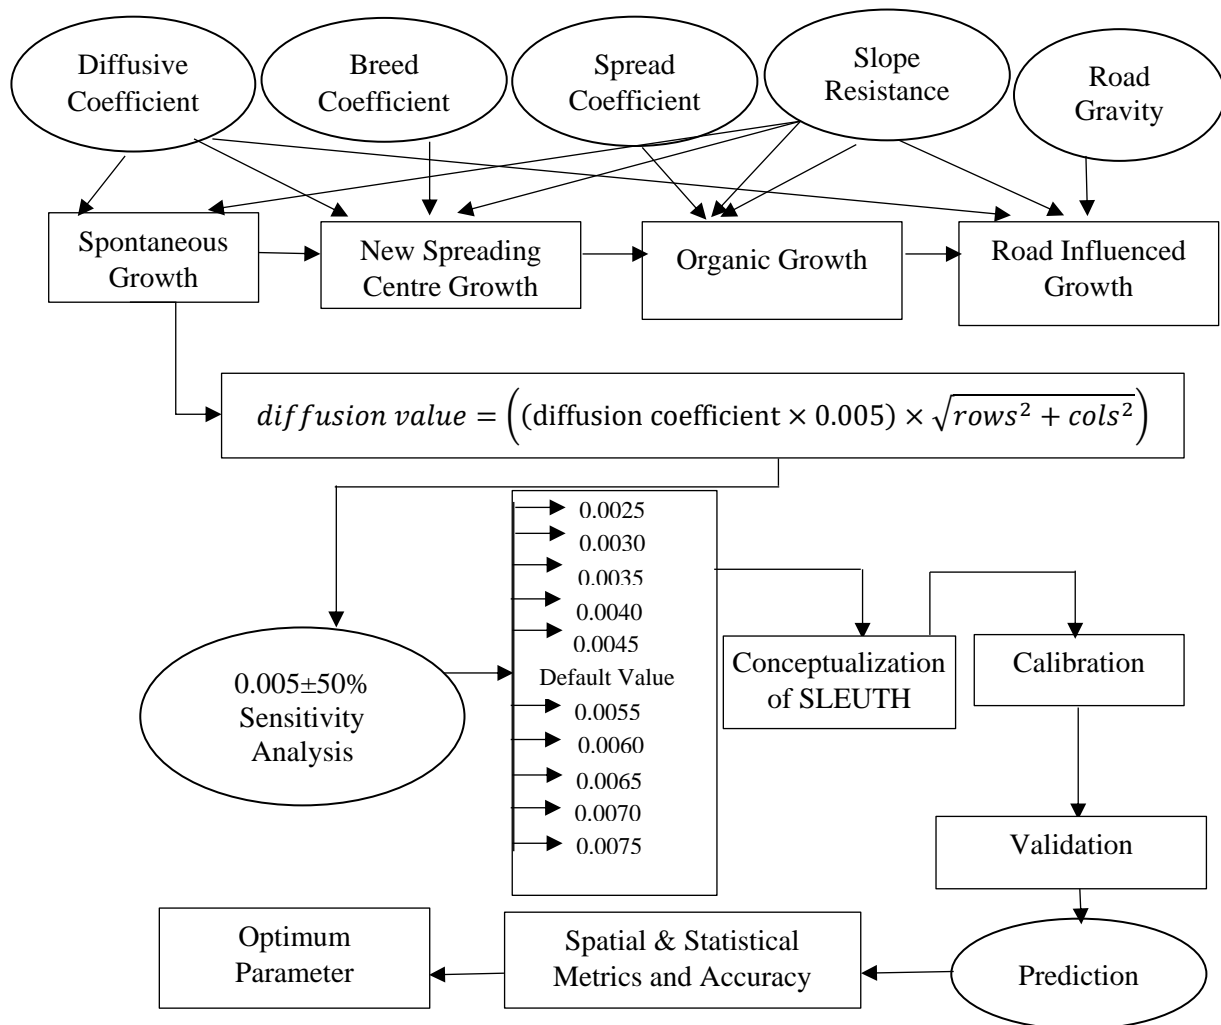 Diffusive
Coefficient
Breed
Coefficient
Spread
Coefficient
Slope
Resistance
Road
Gravity
Spontaneous
Growth
New Spreading
Centre Growth
Organic Growth
Road Influenced
Growth
diffusion value = ((diffusion coefficient × 0.005) × √rows² + cols²)
0.0025
0.0030
0.0035
0.0040
0.0045
Default Value
0.0055
0.0060
0.0065
0.0070
0.0075
0.005±50%
Sensitivity
Analysis
Conceptualization
of SLEUTH
Calibration
Validation
Prediction
Spatial & Statistical
Metrics and Accuracy
Optimum
Parameter